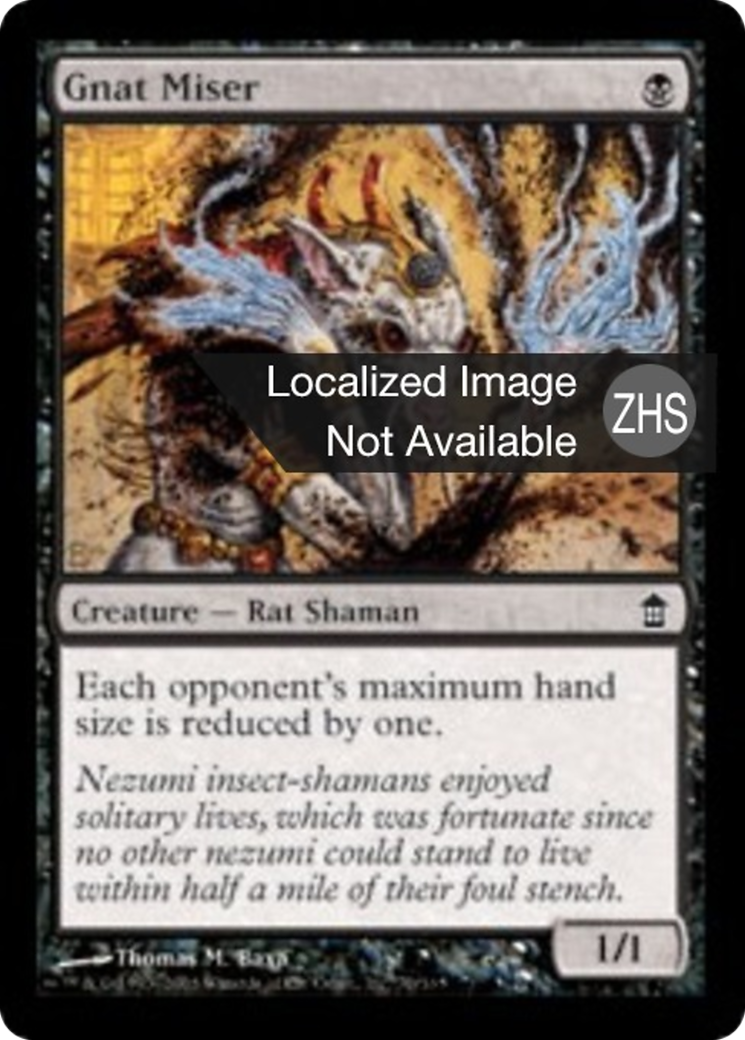 Gnat Miser
Localized Image
Not Available
ZHS
Creature — Rat Shaman
Each opponent's maximum hand
size is reduced by one.
Nezumi insect-shamans enjoyed
solitary lives, which was fortunate since
no other nezumi could stand to live
within half a mile of their foul stench.
1/1
Thomas M. Baxa